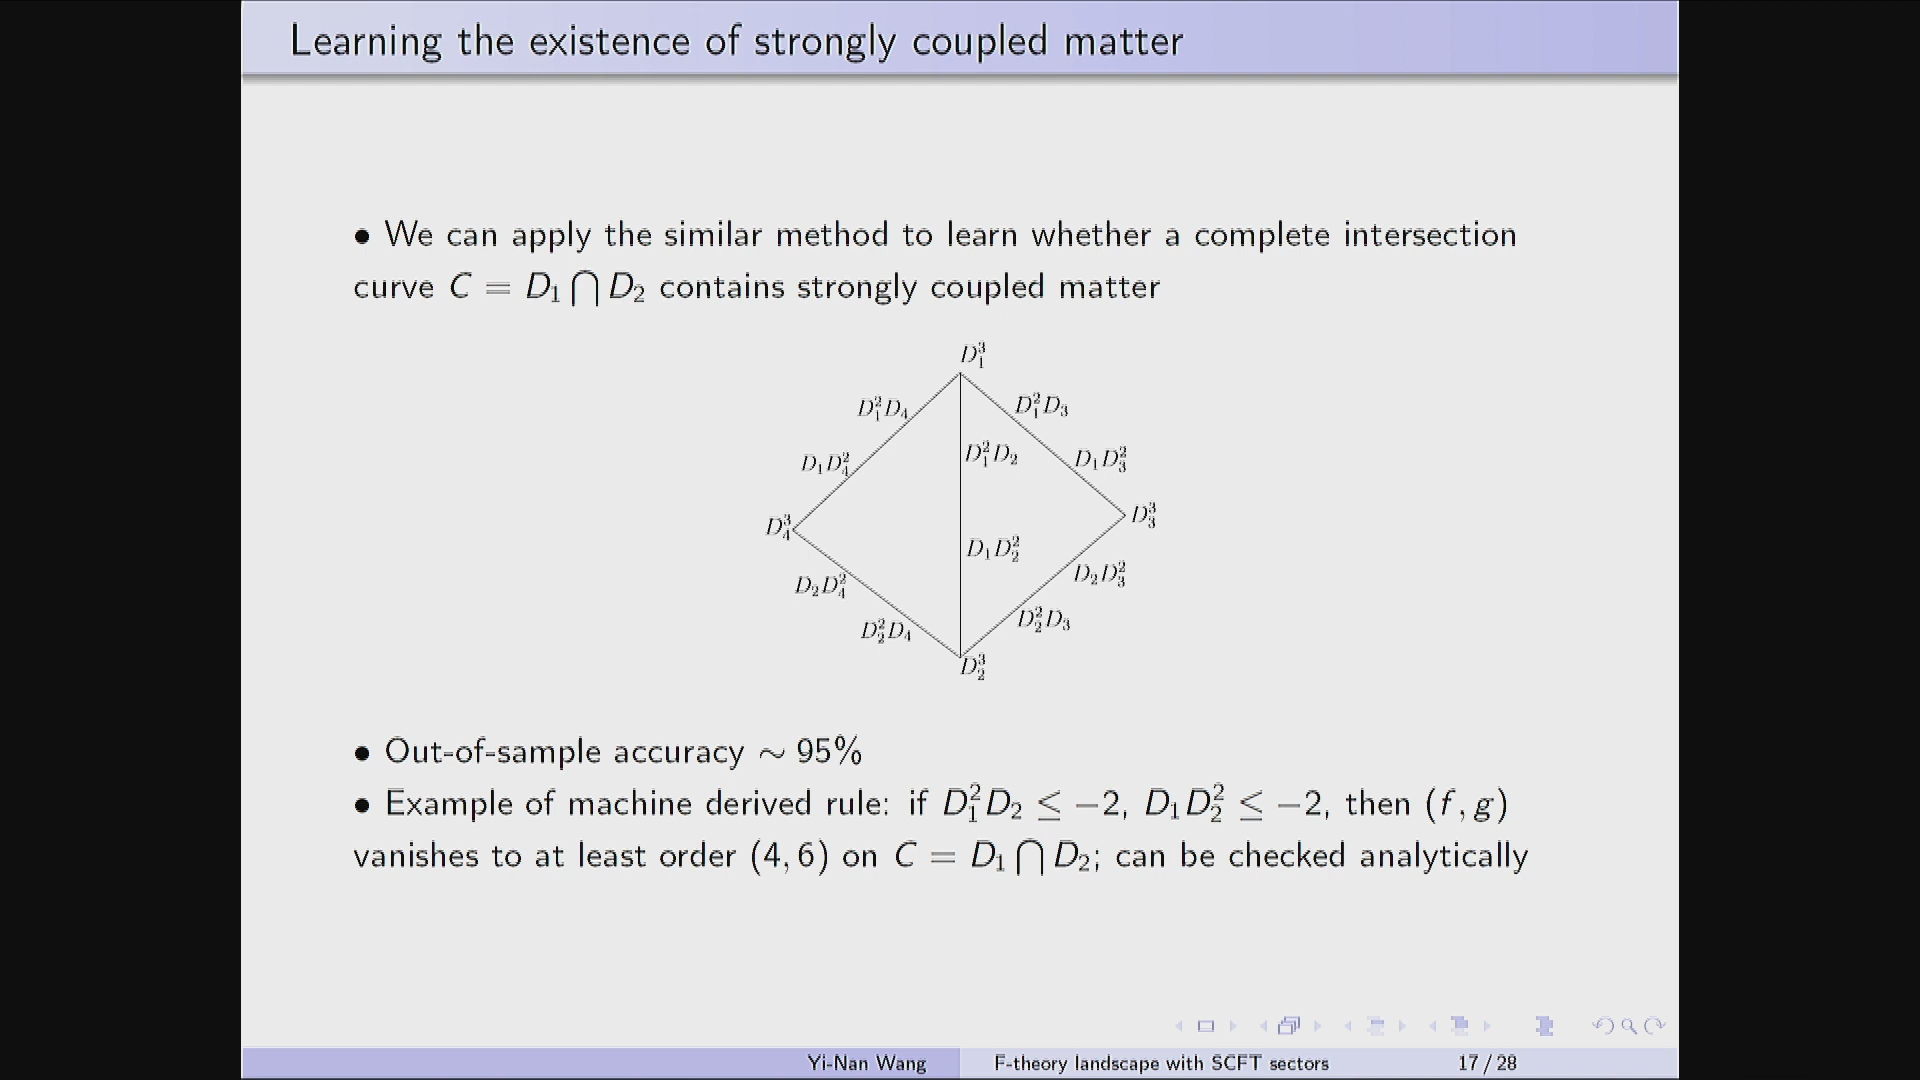 Learning the existence of strongly coupled matter
• We can apply the similar method to learn whether a complete intersection
curve C = D₁ ⋂ D₂ contains strongly coupled matter
D₁³
D₁²D₄
D₁²D₃
D₁²D₂
D₁D₄²
D₁D₃²
D₄³
D₃³
D₁D₂²
D₂D₄²
D₂D₃²
D₂²D₄
D₂²D₃
D₂³
• Out-of-sample accuracy ∼ 95%
• Example of machine derived rule: if D₁²D₂ ≤ −2, D₁D₂² ≤ −2, then (f, g)
vanishes to at least order (4, 6) on C = D₁ ⋂ D₂; can be checked analytically
Yi-Nan Wang F-theory landscape with SCFT sectors 17 / 28